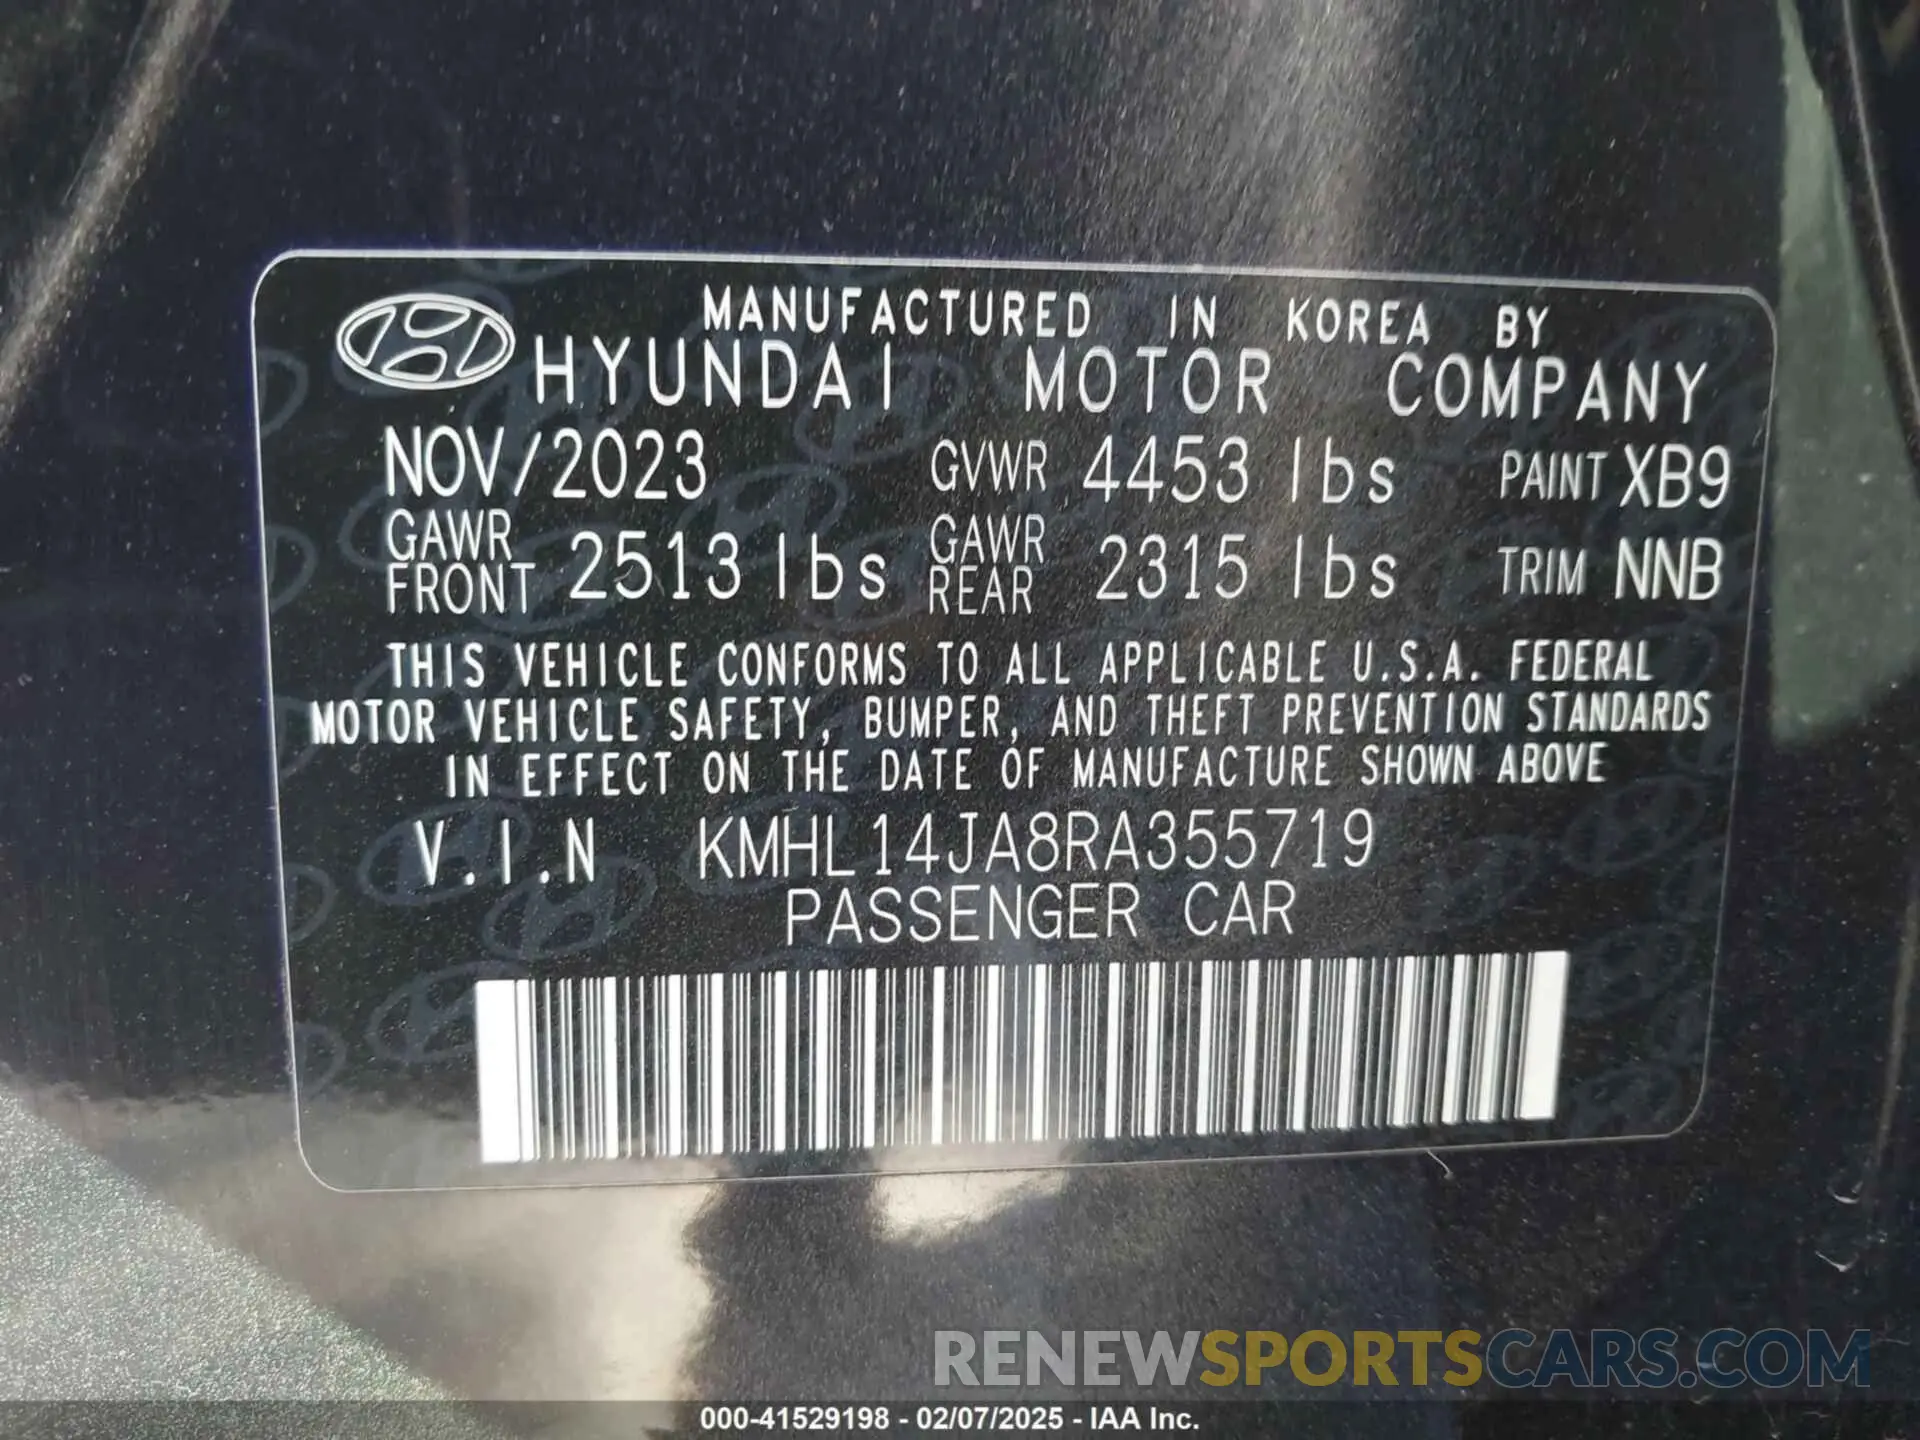 MANUFACTURED IN KOREA BY
HYUNDAI MOTOR COMPANY
NOV/2023 GVWR 4453 lbs PAINT XB9
GAWR FRONT 2513 lbs GAWR REAR 2315 lbs TRIM NNB
THIS VEHICLE CONFORMS TO ALL APPLICABLE U.S.A. FEDERAL
MOTOR VEHICLE SAFETY, BUMPER, AND THEFT PREVENTION STANDARDS
IN EFFECT ON THE DATE OF MANUFACTURE SHOWN ABOVE
V.I.N KMHL14JA8RA355719
PASSENGER CAR
RENEWSPORTSCARS.COM
000-41529198 - 02/07/2025 - IAA Inc.